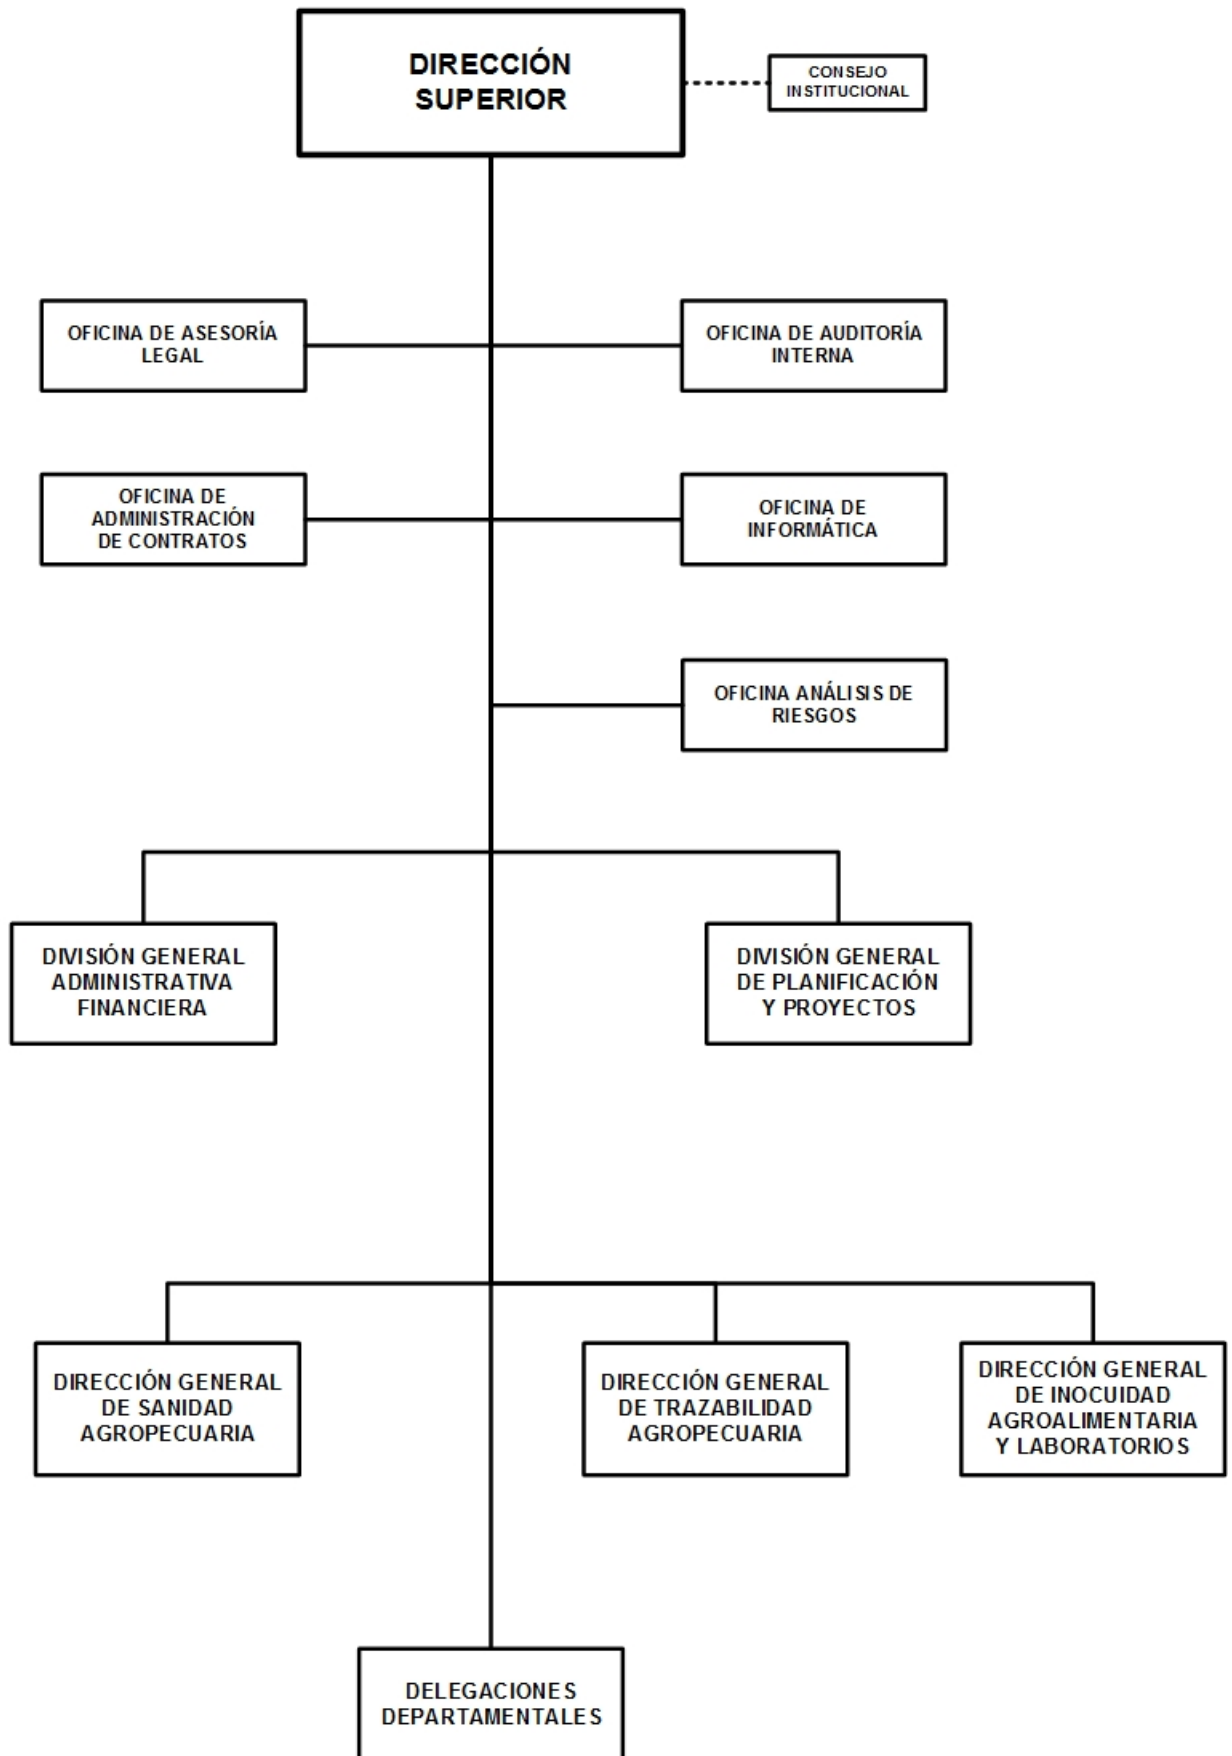 DIRECCIÓN
SUPERIOR
CONSEJO
INSTITUCIONAL
OFICINA DE ASESORÍA
LEGAL
OFICINA DE AUDITORÍA
INTERNA
OFICINA DE
ADMINISTRACIÓN
DE CONTRATOS
OFICINA DE
INFORMÁTICA
OFICINA ANÁLISIS DE
RIESGOS
DIVISIÓN GENERAL
ADMINISTRATIVA
FINANCIERA
DIVISIÓN GENERAL
DE PLANIFICACIÓN
Y PROYECTOS
DIRECCIÓN GENERAL
DE SANIDAD
AGROPECUARIA
DIRECCIÓN GENERAL
DE TRAZABILIDAD
AGROPECUARIA
DIRECCIÓN GENERAL
DE INOCUIDAD
AGROALIMENTARIA
Y LABORATORIOS
DELEGACIONES
DEPARTAMENTALES